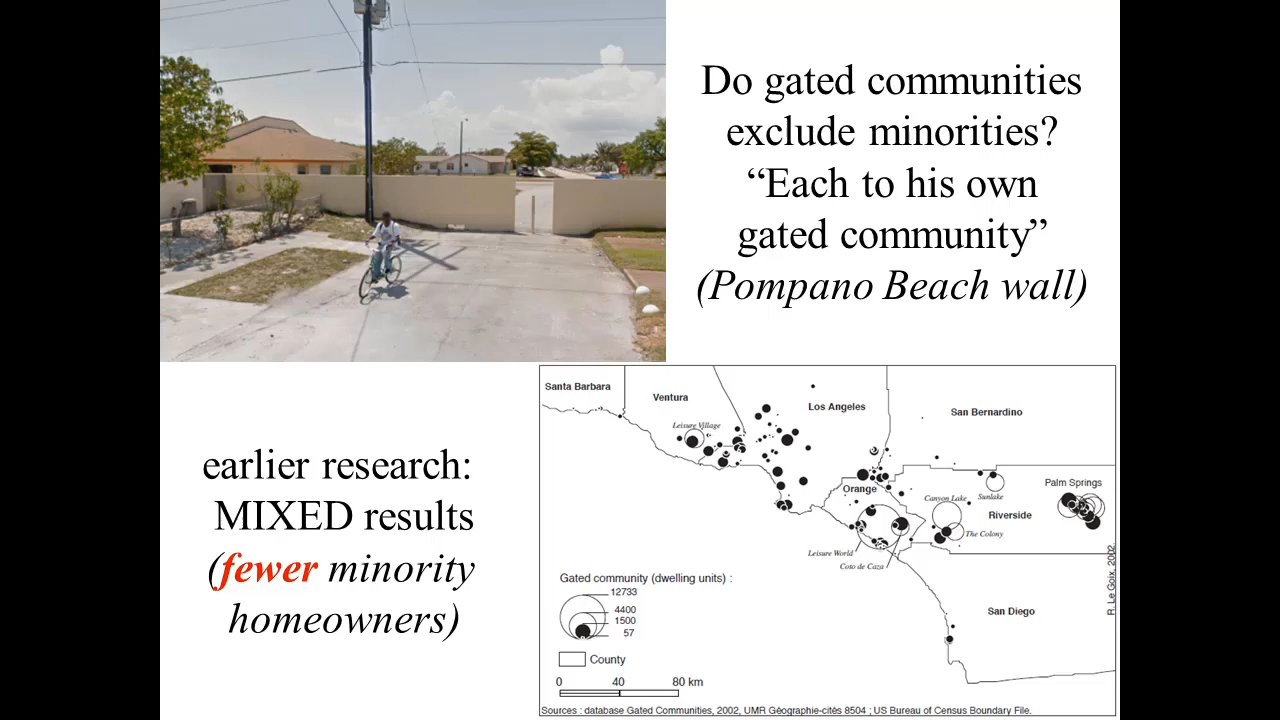 Do gated communities
exclude minorities?
“Each to his own
gated community”
(Pompano Beach wall)
earlier research:
MIXED results
(fewer minority
homeowners)
Santa Barbara
Ventura
Los Angeles
San Bernardino
Leisure Village
Orange
Canyon Lake
Sunlake
Palm Springs
Riverside
The Colony
Leisure World
Coto de Caza
San Diego
Gated community (dwelling units) :
12733
4400
1500
57
County
0 40 80 km
R. Le Goix, 2002.
Sources : database Gated Communities, 2002, UMR Géographie-cités 8504 ; US Bureau of Census Boundary File.